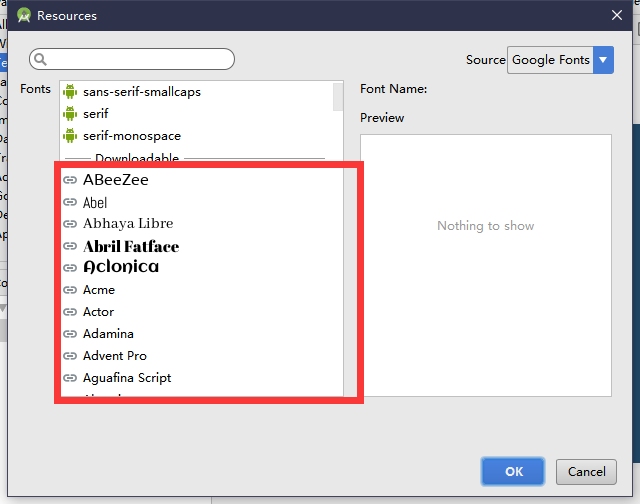 Resources
Source Google Fonts
Fonts
sans-serif-smallcaps
serif
serif-monospace
Downloadable
ABeeZee
Abel
Abhaya Libre
Abril Fatface
Aclonica
Acme
Actor
Adamina
Advent Pro
Aguafina Script
Font Name:
Preview
Nothing to show
OK
Cancel